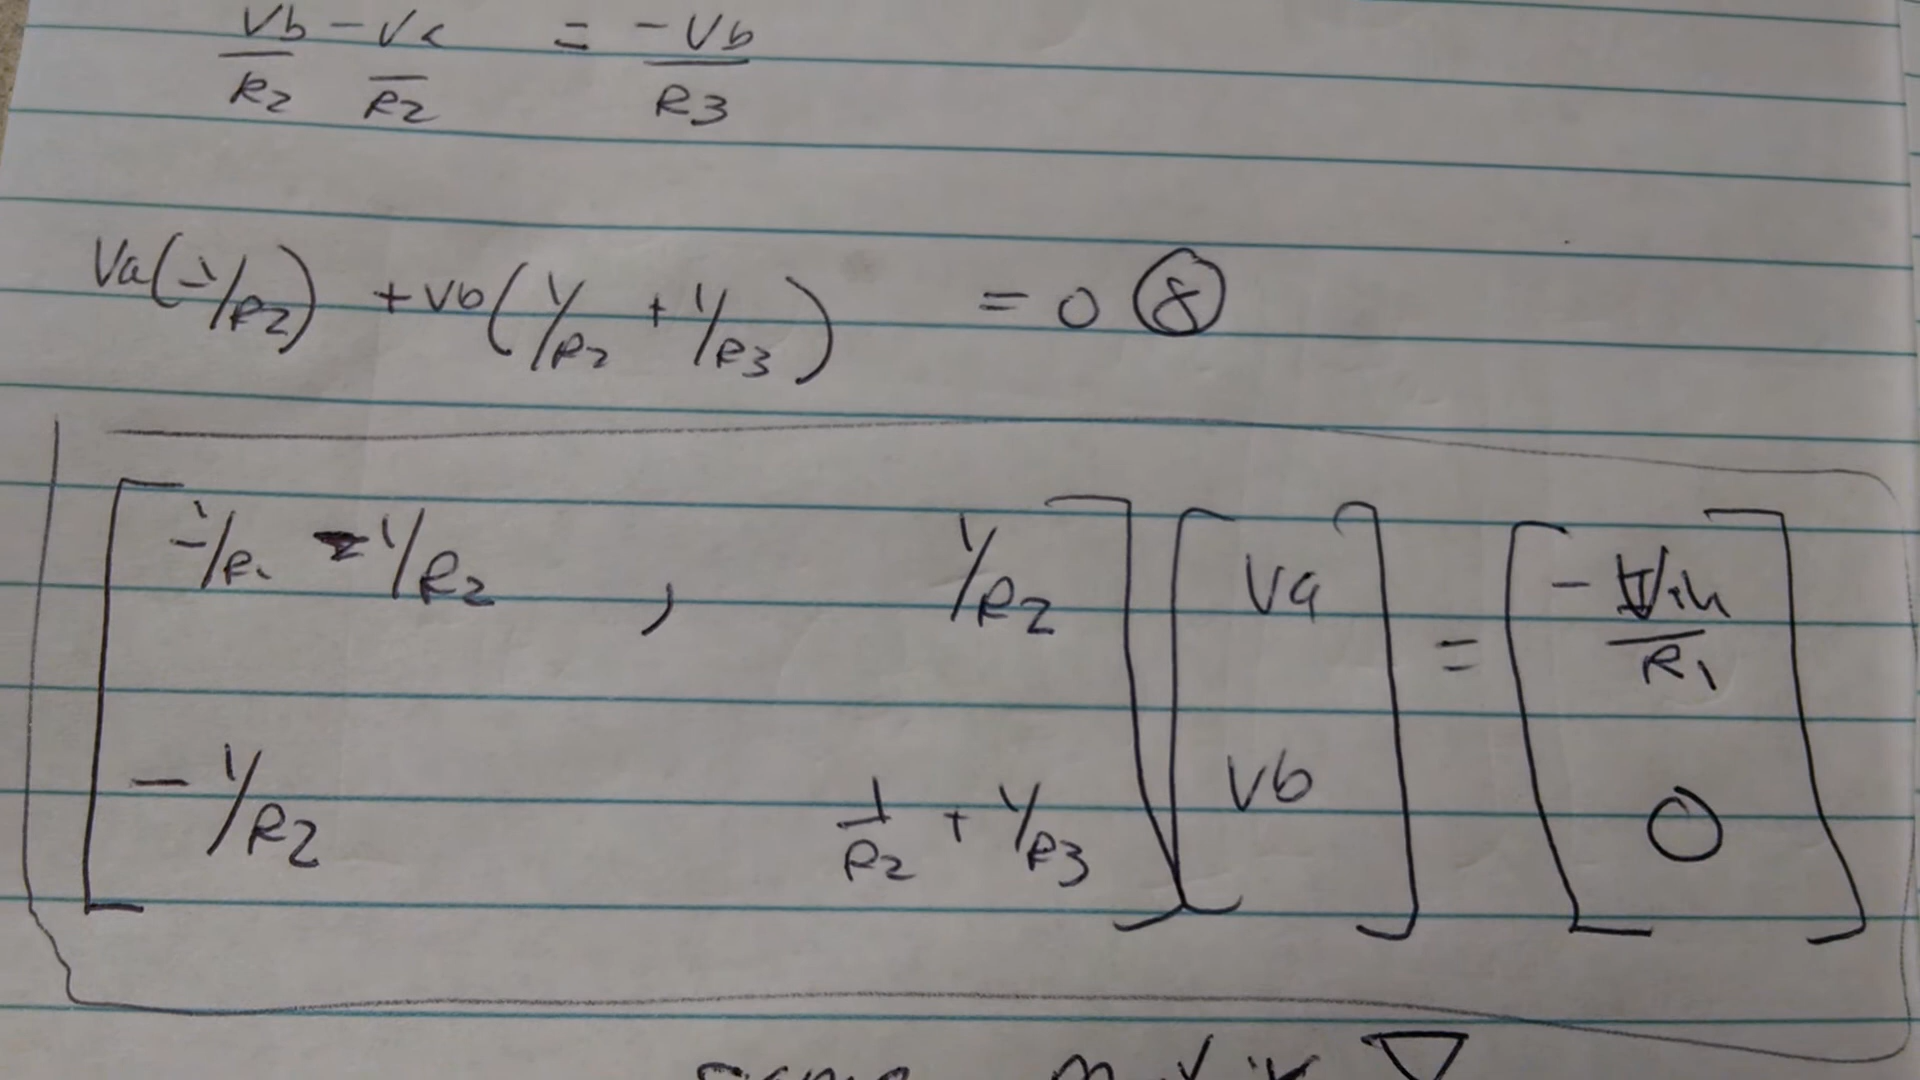 Vb/R2 - Va/R2 = -Vb/R3
Va(-1/R2) + Vb(1/R2 + 1/R3) = 0 ⑧
[-1/R1 - 1/R2 , 1/R2] [Va] = [-Vin/R1]
[-1/R2 1/R2 + 1/R3] [Vb] [0]